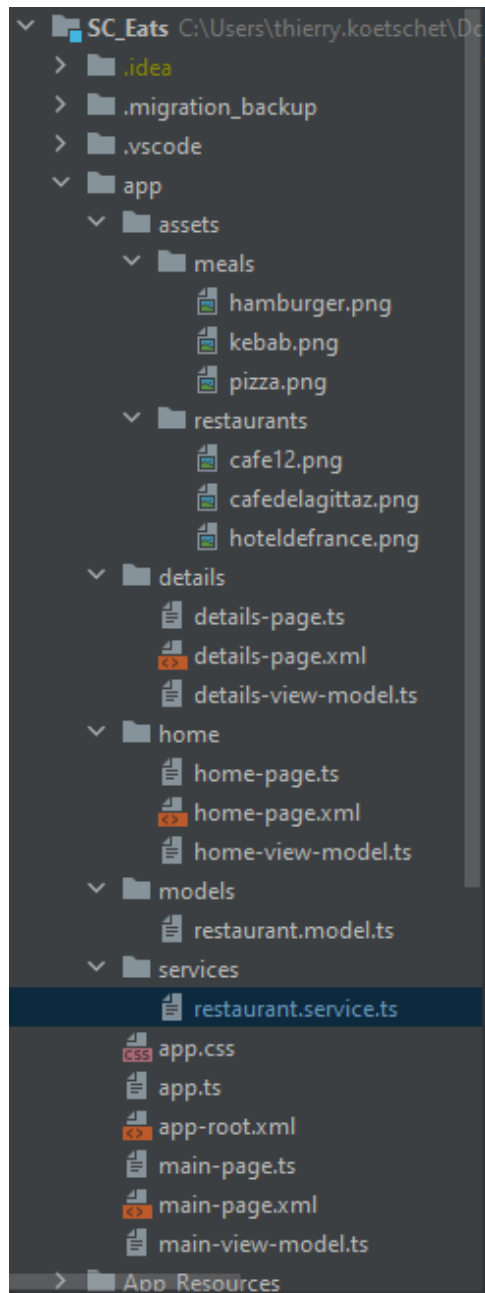 SC_Eats C:\Users\thierry.koetschet\Do
.idea
.migration_backup
.vscode
app
assets
meals
hamburger.png
kebab.png
pizza.png
restaurants
cafe12.png
cafedelagittaz.png
hoteldefrance.png
details
details-page.ts
details-page.xml
details-view-model.ts
home
home-page.ts
home-page.xml
home-view-model.ts
models
restaurant.model.ts
services
restaurant.service.ts
CSS app.css
app.ts
app-root.xml
main-page.ts
main-page.xml
main-view-model.ts
App_Resources